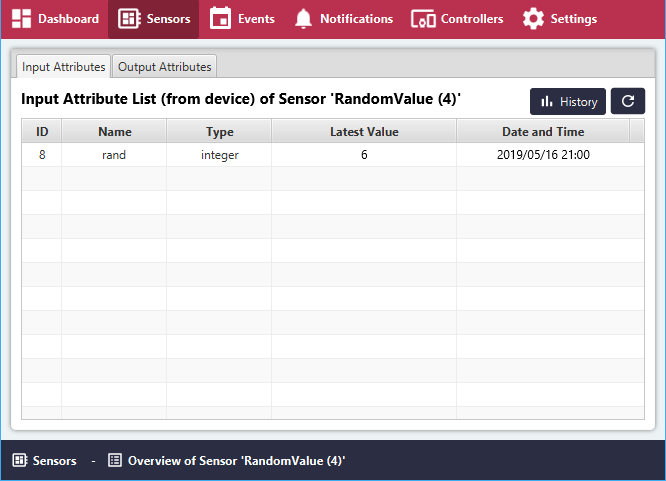 Dashboard Sensors Events Notifications Controllers Settings
Input Attributes Output Attributes
Input Attribute List (from device) of Sensor 'RandomValue (4)' History
ID Name Type Latest Value Date and Time
8 rand integer 6 2019/05/16 21:00
Sensors - Overview of Sensor 'RandomValue (4)'